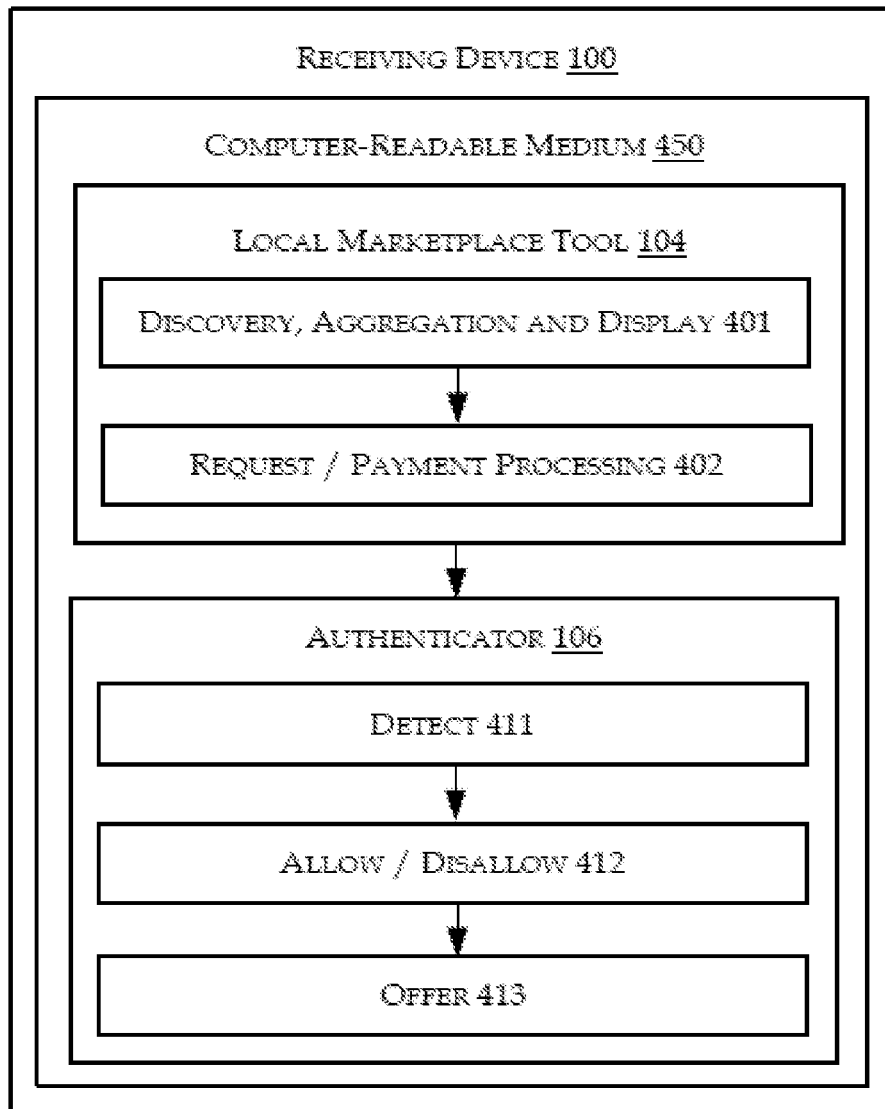 RECEIVING DEVICE 100
COMPUTER-READABLE MEDIUM 450
LOCAL MARKETPLACE TOOL 104
DISCOVERY, AGGREGATION AND DISPLAY 401
REQUEST / PAYMENT PROCESSING 402
AUTHENTICATOR 106
DETECT 411
ALLOW / DISALLOW 412
OFFER 413